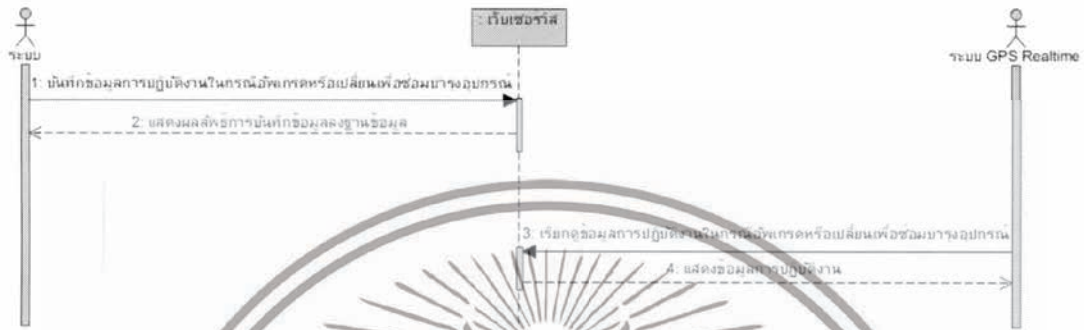 : เว็บเซอร์วิส
ระบบ
ระบบ GPS Realtime
1: บันทึกข้อมูลการปฏิบัติงานในกรณีอัพเกรดหรือเปลี่ยนเพื่อซ่อมบำรุงอุปกรณ์
2: แสดงผลลัพธ์การบันทึกข้อมูลลงฐานข้อมูล
3: เรียกดูข้อมูลการปฏิบัติงานในกรณีอัพเกรดหรือเปลี่ยนเพื่อซ่อมบำรุงอุปกรณ์
4: แสดงข้อมูลการปฏิบัติงาน